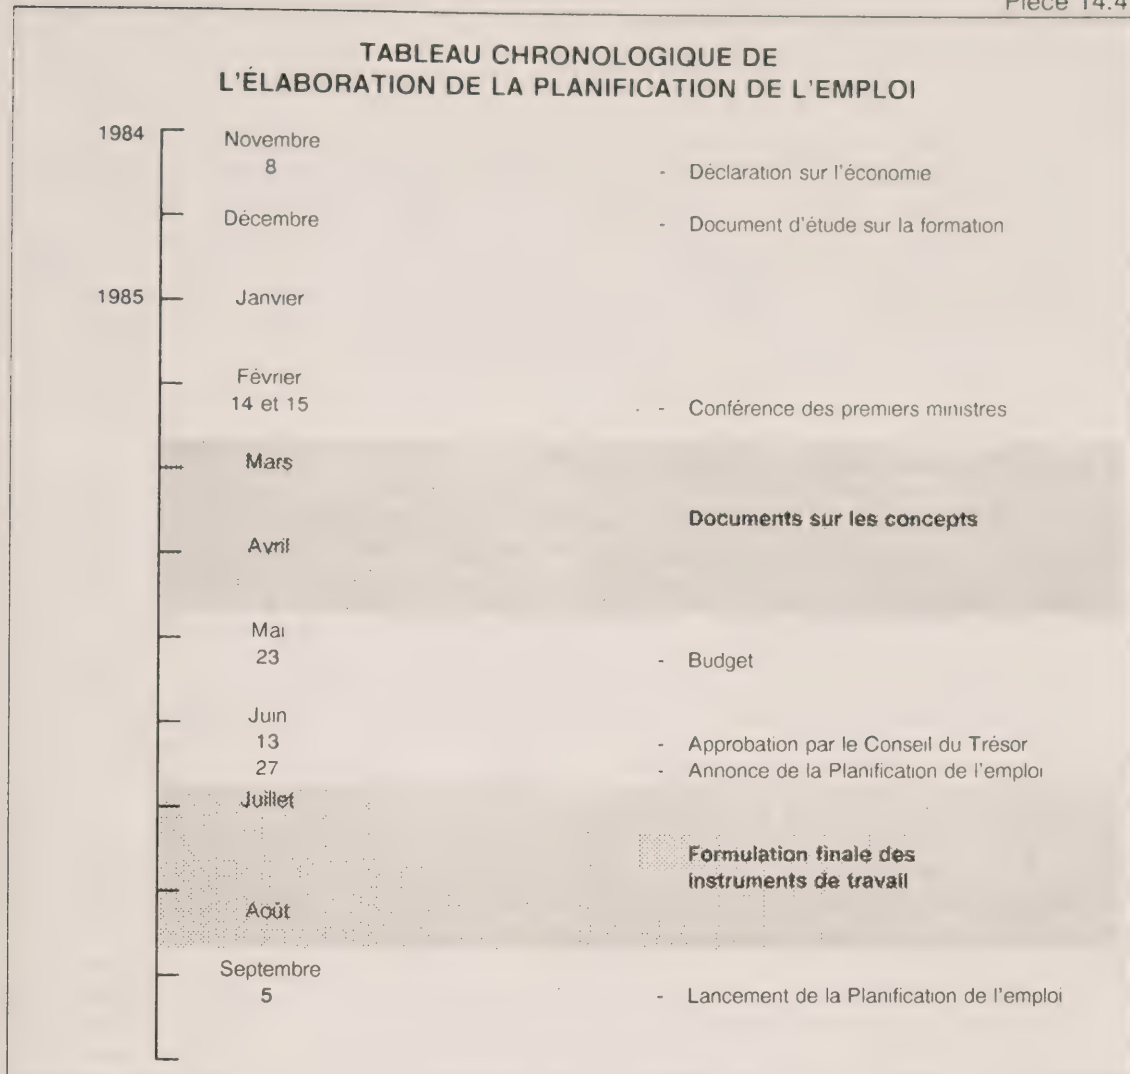 Pièce 14.4
TABLEAU CHRONOLOGIQUE DE
L'ÉLABORATION DE LA PLANIFICATION DE L'EMPLOI
1984
Novembre
8 - Déclaration sur l'économie
Décembre - Document d'étude sur la formation
1985 Janvier
Février
14 et 15 - Conférence des premiers ministres
Mars
Documents sur les concepts
Avril
Mai
23 - Budget
Juin
13 - Approbation par le Conseil du Trésor
27 - Annonce de la Planification de l'emploi
Juillet
Formulation finale des
instruments de travail
Août
Septembre
5 - Lancement de la Planification de l'emploi